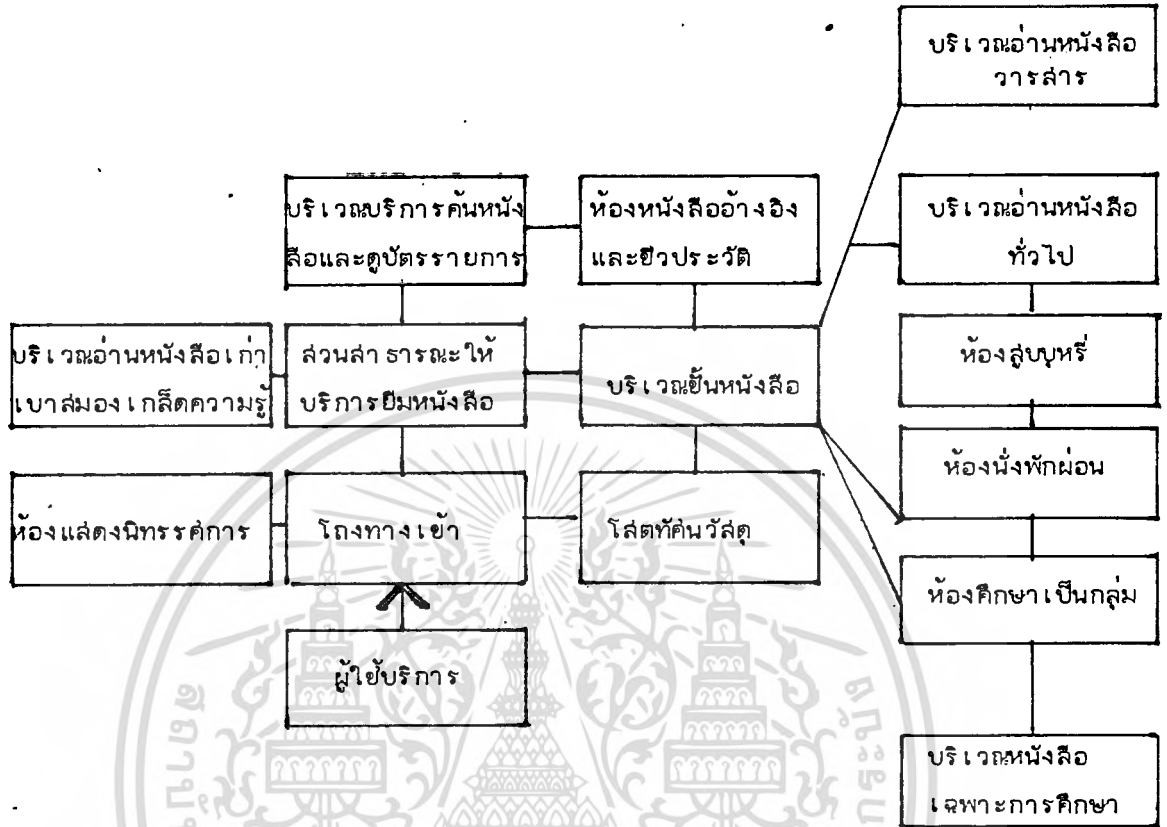 บริเวณอ่านหนังสือ
วารสาร
บริเวณบริการค้นหนัง
สือและดูบัตรรายการ
ห้องหนังสืออ้างอิง
และชีวประวัติ
บริเวณอ่านหนังสือ
ทั่วไป
บริเวณอ่านหนังสือเก่า
เบาสมองเกล็ดความรู้
ส่วนสาธารณะให้
บริการยืมหนังสือ
บริเวณชั้นหนังสือ
ห้องสูบบุหรี่
ห้องนั่งพักผ่อน
ห้องแสดงนิทรรศการ
โถงทางเข้า
โสตทัศนวัสดุ
ห้องศึกษาเป็นกลุ่ม
ผู้ใช้บริการ
บริเวณหนังสือ
เฉพาะการศึกษา